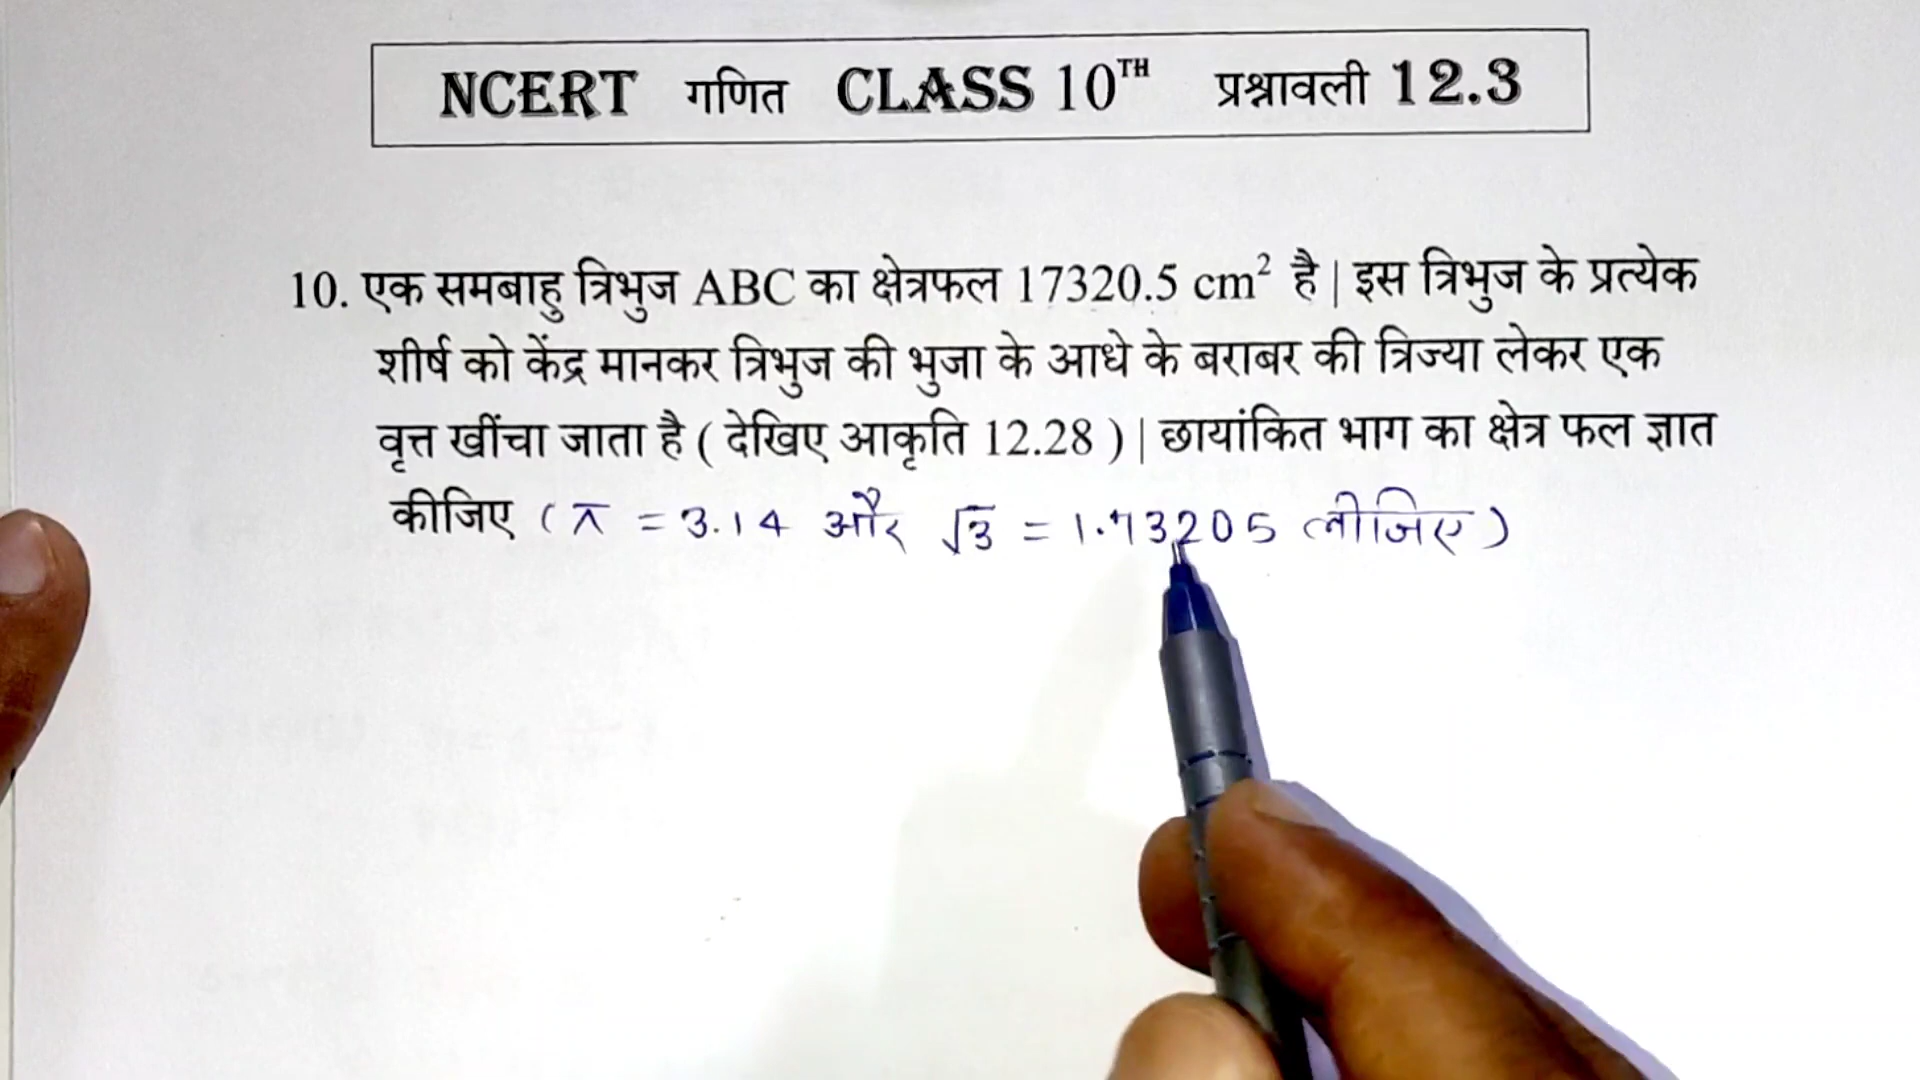 NCERT गणित CLASS 10TH प्रश्नावली 12.3
10. एक समबाहु त्रिभुज ABC का क्षेत्रफल 17320.5 cm² है | इस त्रिभुज के प्रत्येक
शीर्ष को केंद्र मानकर त्रिभुज की भुजा के आधे के बराबर की त्रिज्या लेकर एक
वृत्त खींचा जाता है ( देखिए आकृति 12.28 ) | छायांकित भाग का क्षेत्र फल ज्ञात
कीजिए ( π = 3.14 और √3 = 1.73205 लीजिए )